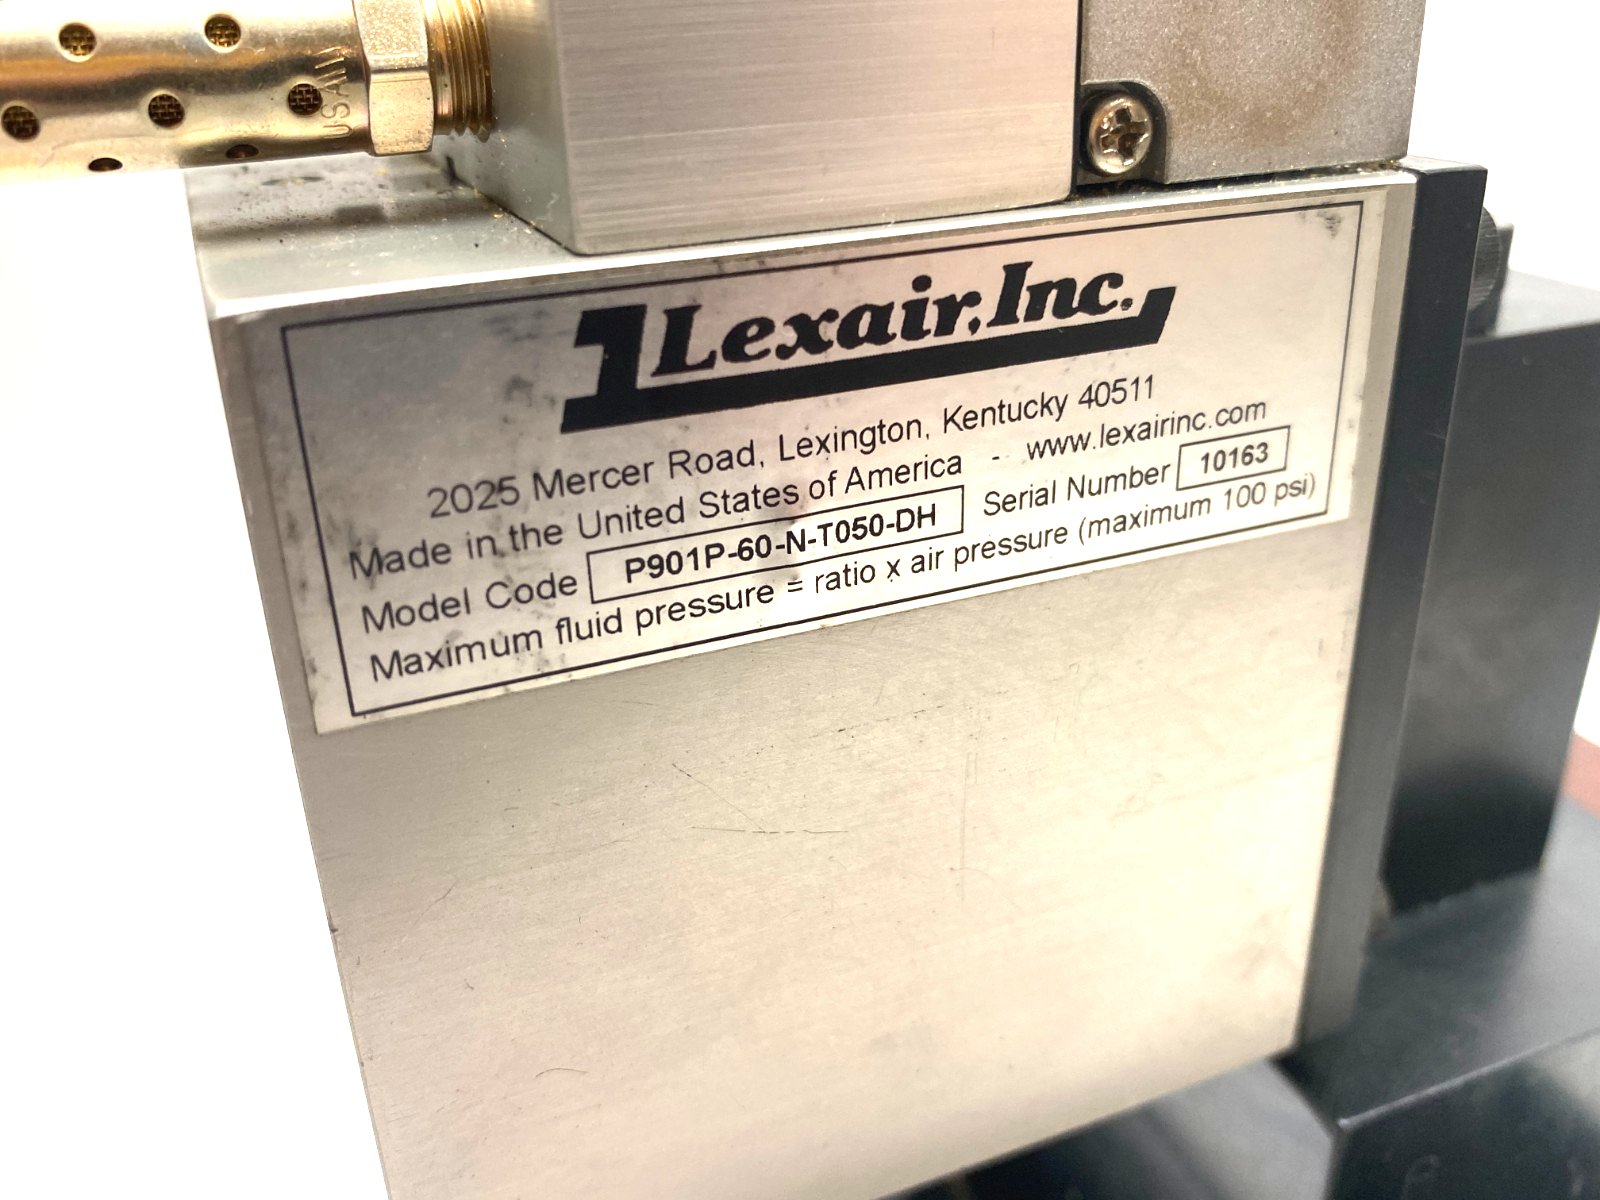 USA
Lexair, Inc.
2025 Mercer Road, Lexington, Kentucky 40511
Made in the United States of America - www.lexairinc.com
Model Code P901P-60-N-T050-DH Serial Number 10163
Maximum fluid pressure = ratio x air pressure (maximum 100 psi)